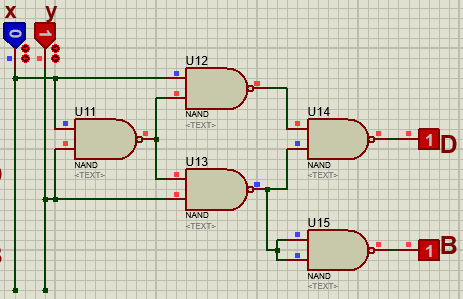 x y
0 1
U12
NAND
<TEXT>
U11
NAND
<TEXT>
U14
NAND
<TEXT>
1 D
U13
NAND
<TEXT>
U15
NAND
<TEXT>
1 B